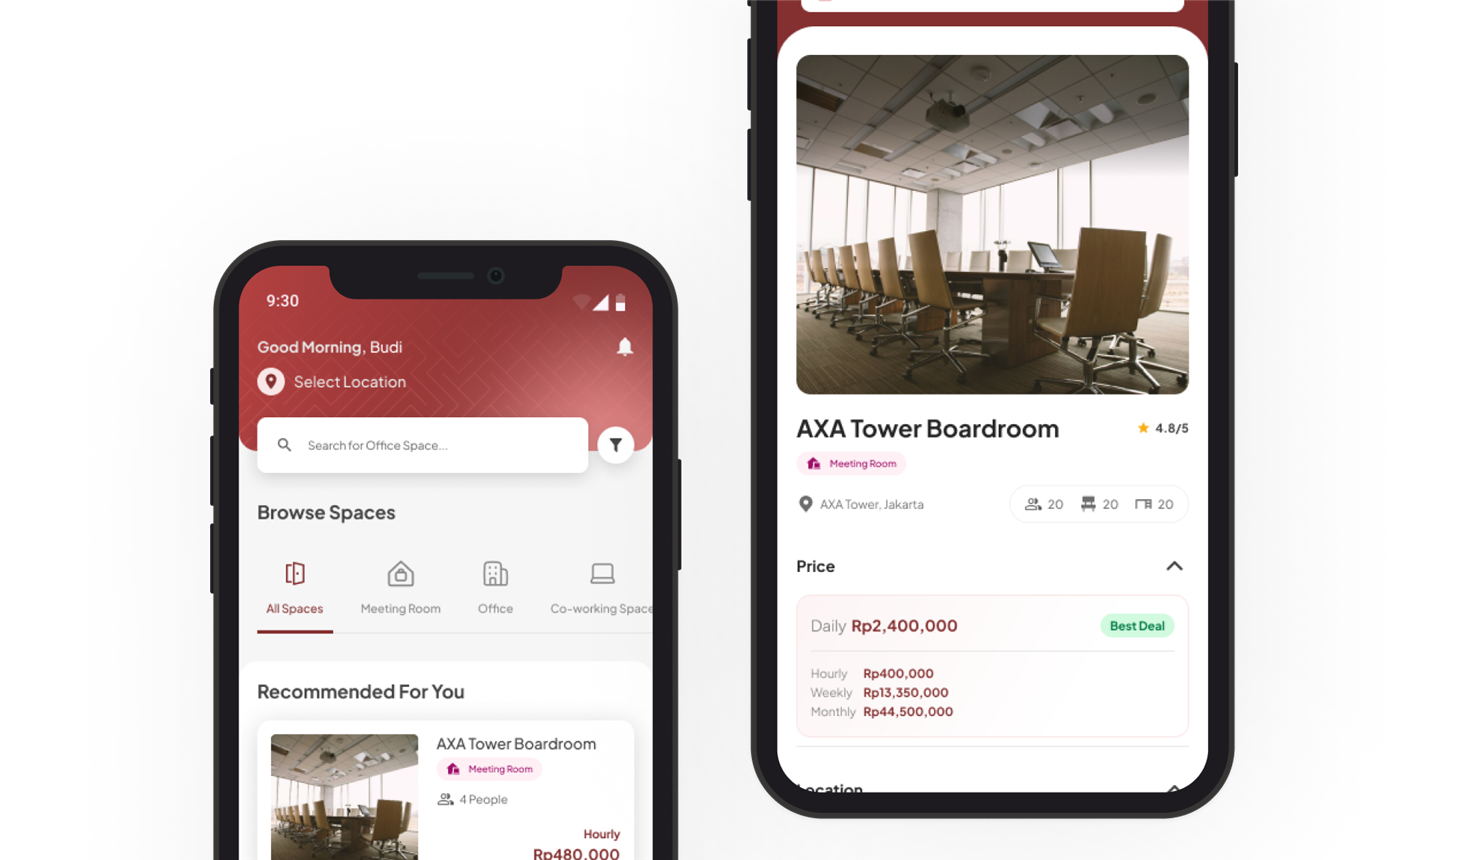 9:30
Good Morning, Budi
Select Location
Search for Office Space...
Browse Spaces
All Spaces
Meeting Room
Office
Co-working Space
Recommended For You
AXA Tower Boardroom
Meeting Room
4 People
Hourly
Rp480,000
AXA Tower Boardroom
4.8/5
Meeting Room
AXA Tower, Jakarta
20 20 20
Price
Daily Rp2,400,000
Best Deal
Hourly Rp400,000
Weekly Rp13,350,000
Monthly Rp44,500,000
Location